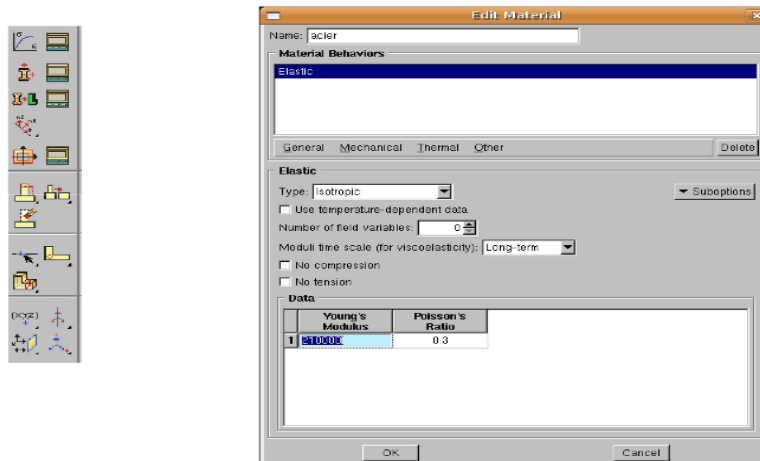 Edit Material
Name: acier
Material Behaviors
Elastic
General Mechanical Thermal Other Delete
Elastic
Type: Isotropic Suboptions
Use temperature-dependent data
Number of field variables: 0
Moduli time scale (for viscoelasticity): Long-term
No compression
No tension
Data
Young's Modulus Poisson's Ratio
1 210000 0.3
OK Cancel
(XYZ)